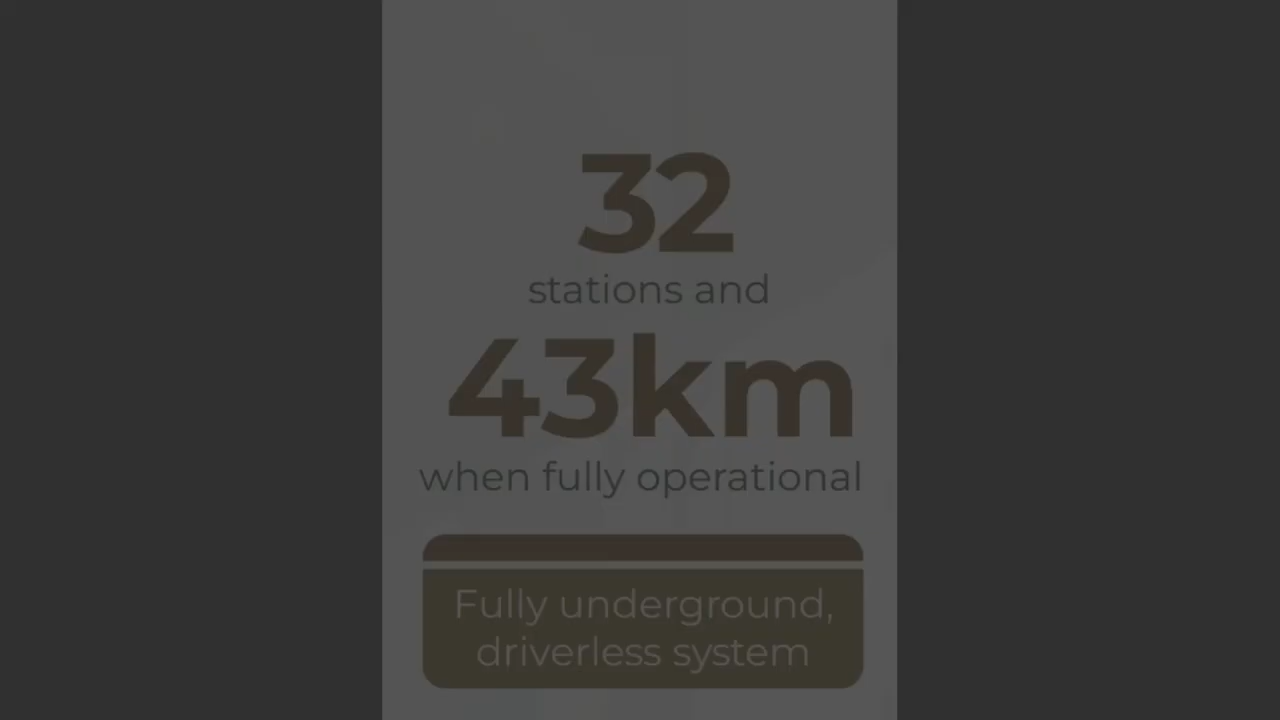 32
stations and
43km
when fully operational
Fully underground,
driverless system